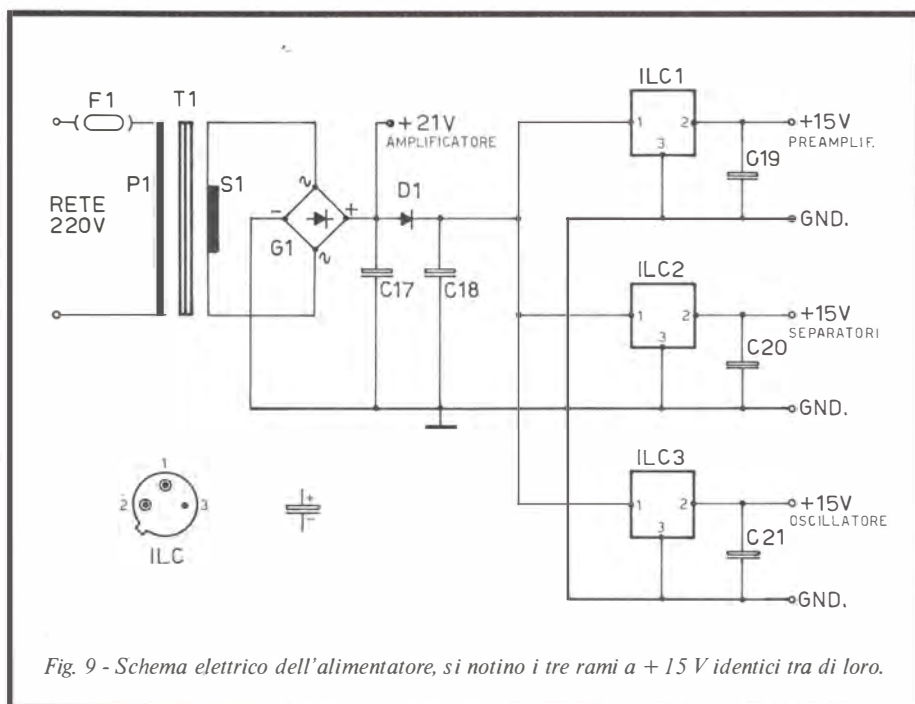 F1
T1
P1
S1
RETE
220V
G1
-
+
~
~
+21V
AMPLIFICATORE
D1
C17
C18
ILC1
1
2
3
+15V
PREAMPLIF.
C19
GND.
ILC2
1
2
3
+15V
SEPARATORI
C20
GND.
ILC3
1
2
3
+15V
OSCILLATORE
C21
GND.
1
2
3
ILC
+
-
Fig. 9 - Schema elettrico dell'alimentatore, si notino i tre rami a + 15 V identici tra di loro.